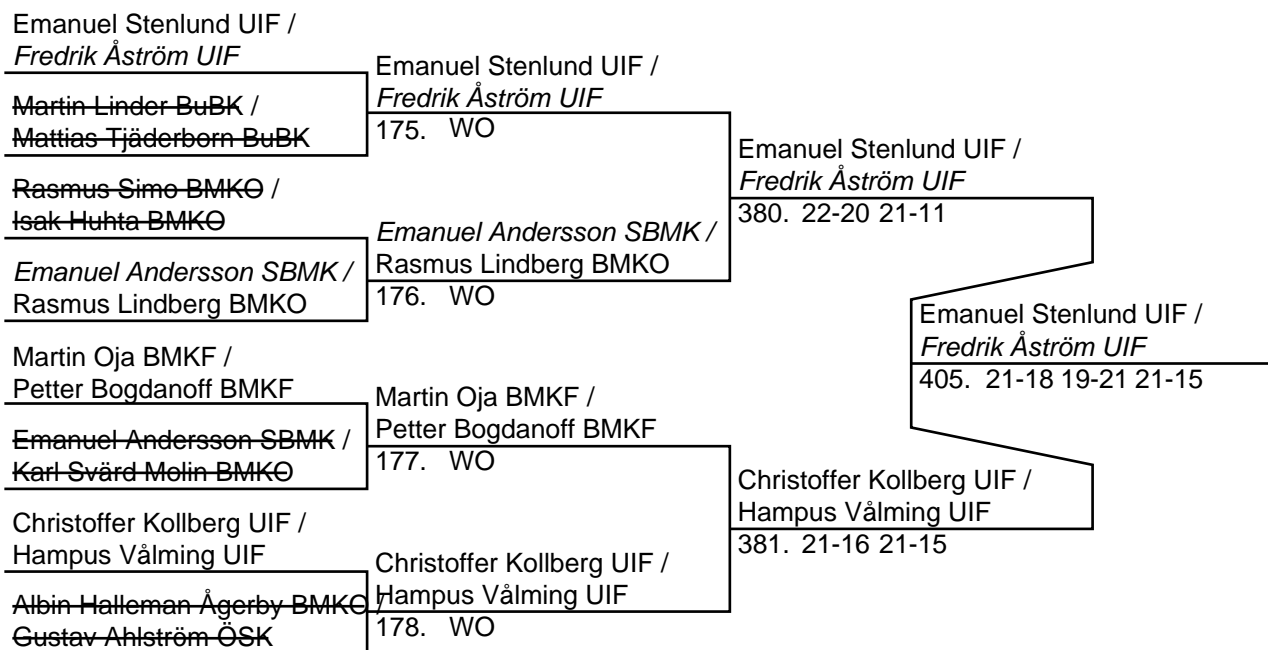 Emanuel Stenlund UIF /
Fredrik Åström UIF
Martin Linder BuBK /
Mattias Tjäderborn BuBK
Rasmus Simo BMKO /
Isak Huhta BMKO
Emanuel Andersson SBMK /
Rasmus Lindberg BMKO
Martin Oja BMKF /
Petter Bogdanoff BMKF
Emanuel Andersson SBMK /
Karl Svärd Molin BMKO
Christoffer Kollberg UIF /
Hampus Vålming UIF
Albin Halleman Ågerby BMKO /
Gustav Ahlström ÖSK
Emanuel Stenlund UIF /
Fredrik Åström UIF
175. WO
Emanuel Andersson SBMK /
Rasmus Lindberg BMKO
176. WO
Martin Oja BMKF /
Petter Bogdanoff BMKF
177. WO
Christoffer Kollberg UIF /
Hampus Vålming UIF
178. WO
Emanuel Stenlund UIF /
Fredrik Åström UIF
380. 22-20 21-11
Christoffer Kollberg UIF /
Hampus Vålming UIF
381. 21-16 21-15
Emanuel Stenlund UIF /
Fredrik Åström UIF
405. 21-18 19-21 21-15